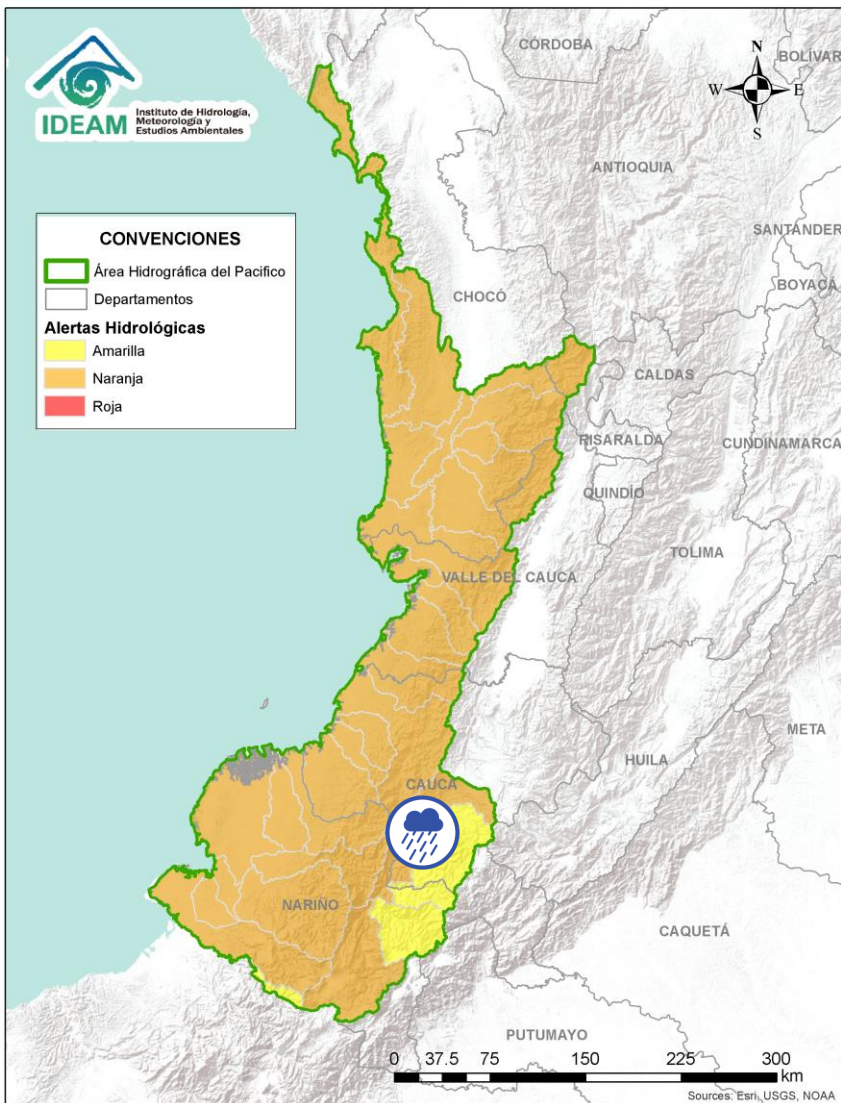 IDEAM
Instituto de Hidrología,
Meteorología y
Estudios Ambientales
CÓRDOBA
BOLÍVAR
N
W
E
S
ANTIOQUIA
SANTANDER
BOYACÁ
CONVENCIONES
Área Hidrográfica del Pacifico
Departamentos
Alertas Hidrológicas
Amarilla
Naranja
Roja
CHOCÓ
CALDAS
RISARALDA
CUNDINAMARCA
QUINDÍO
TOLIMA
VALLE DEL CAUCA
META
HUILA
CAUCA
NARIÑO
CAQUETÁ
PUTUMAYO
0 37.5 75 150 225 300
km
Sources: Esri, USGS, NOAA